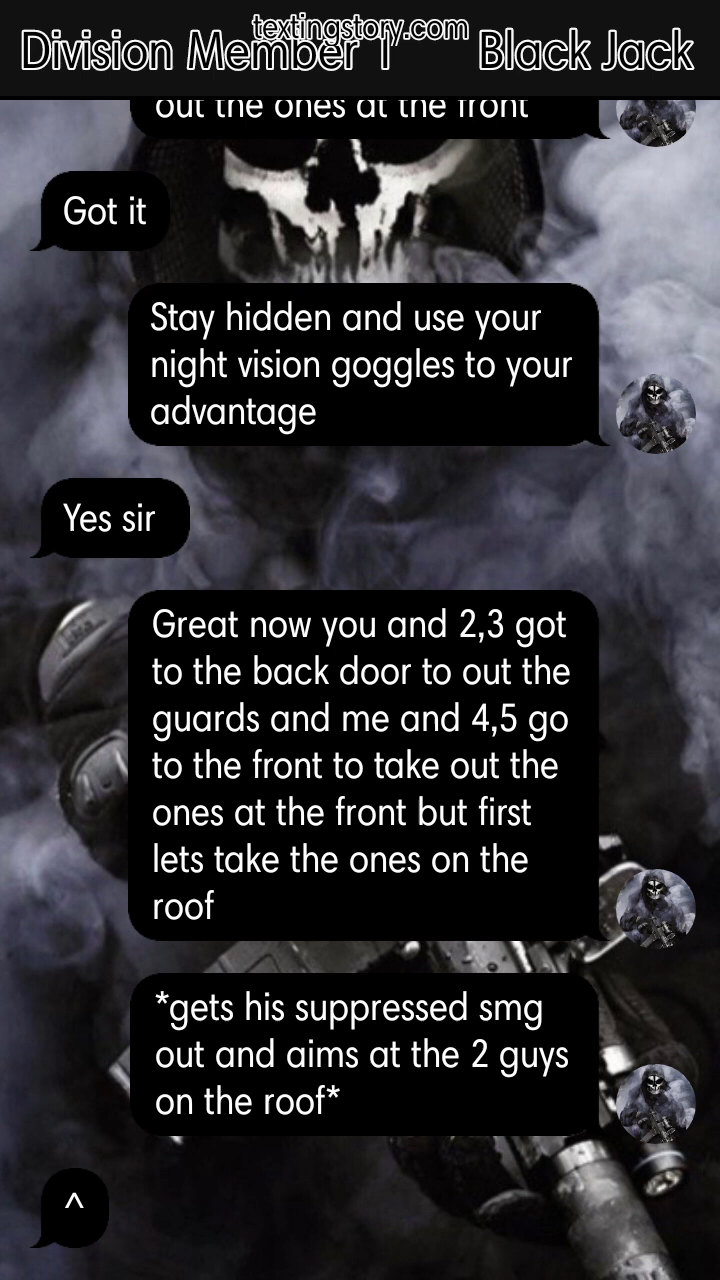 textingstory.com
Division Member 1 Black Jack
out the ones at the front
Got it
Stay hidden and use your
night vision goggles to your
advantage
Yes sir
Great now you and 2,3 got
to the back door to out the
guards and me and 4,5 go
to the front to take out the
ones at the front but first
lets take the ones on the
roof
*gets his suppressed smg
out and aims at the 2 guys
on the roof*
^